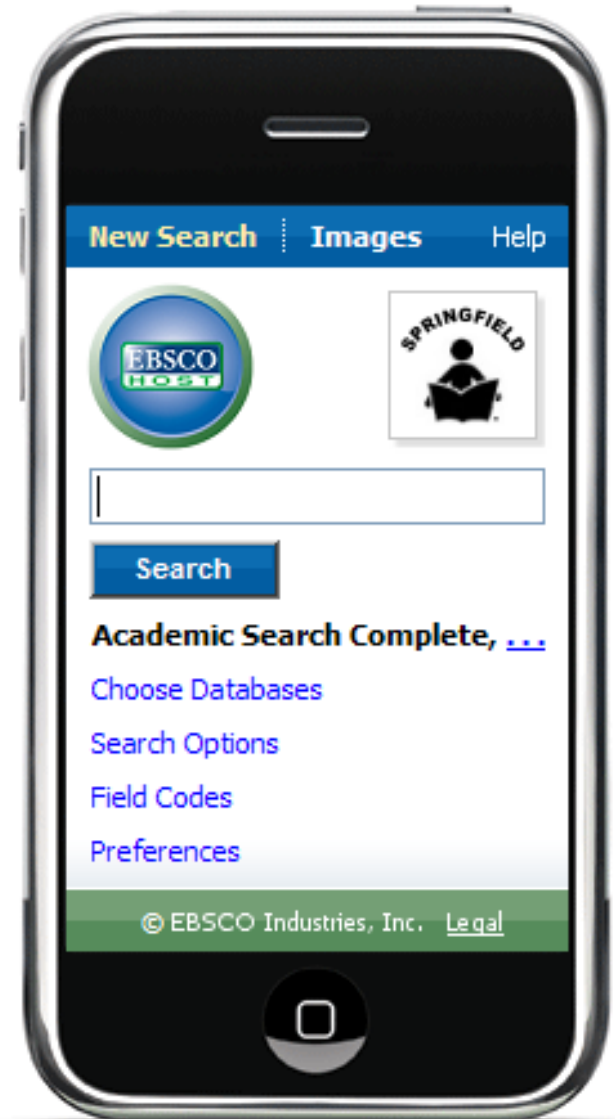 New Search Images Help
EBSCO
HOST
SPRINGFIELD
Search
Academic Search Complete, ...
Choose Databases
Search Options
Field Codes
Preferences
© EBSCO Industries, Inc. Legal